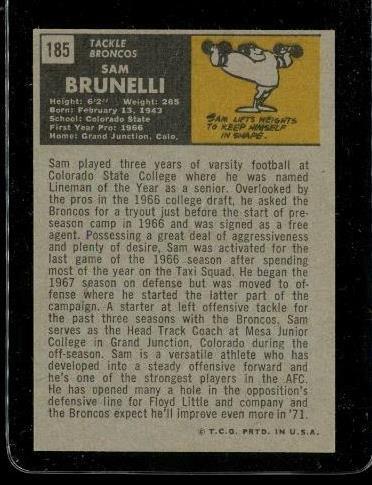 185
TACKLE
BRONCOS
SAM
BRUNELLI
Height: 6'2" Weight: 265
Born: February 13, 1943
School: Colorado State
First Year Pro: 1966
Home: Grand Junction, Colo.
SAM LIFTS WEIGHTS
TO KEEP HIMSELF
IN SHAPE.
Sam played three years of varsity football at
Colorado State College where he was named
Lineman of the Year as a senior. Overlooked by
the pros in the 1966 college draft, he asked the
Broncos for a tryout just before the start of pre-
season camp in 1966 and was signed as a free
agent. Possessing a great deal of aggressiveness
and plenty of desire, Sam was activated for the
last game of the 1966 season after spending
most of the year on the Taxi Squad. He began the
1967 season on defense but was moved to of-
fense where he started the latter part of the
campaign. A starter at left offensive tackle for
the past three seasons with the Broncos, Sam
serves as the Head Track Coach at Mesa Junior
College in Grand Junction, Colorado during the
off-season. Sam is a versatile athlete who has
developed into a steady offensive forward and
he's one of the strongest players in the AFC.
He has opened many a hole in the opposition's
defensive line for Floyd Little and company and
the Broncos expect he'll improve even more in '71.
© T.C.G. PRTD. IN U.S.A.